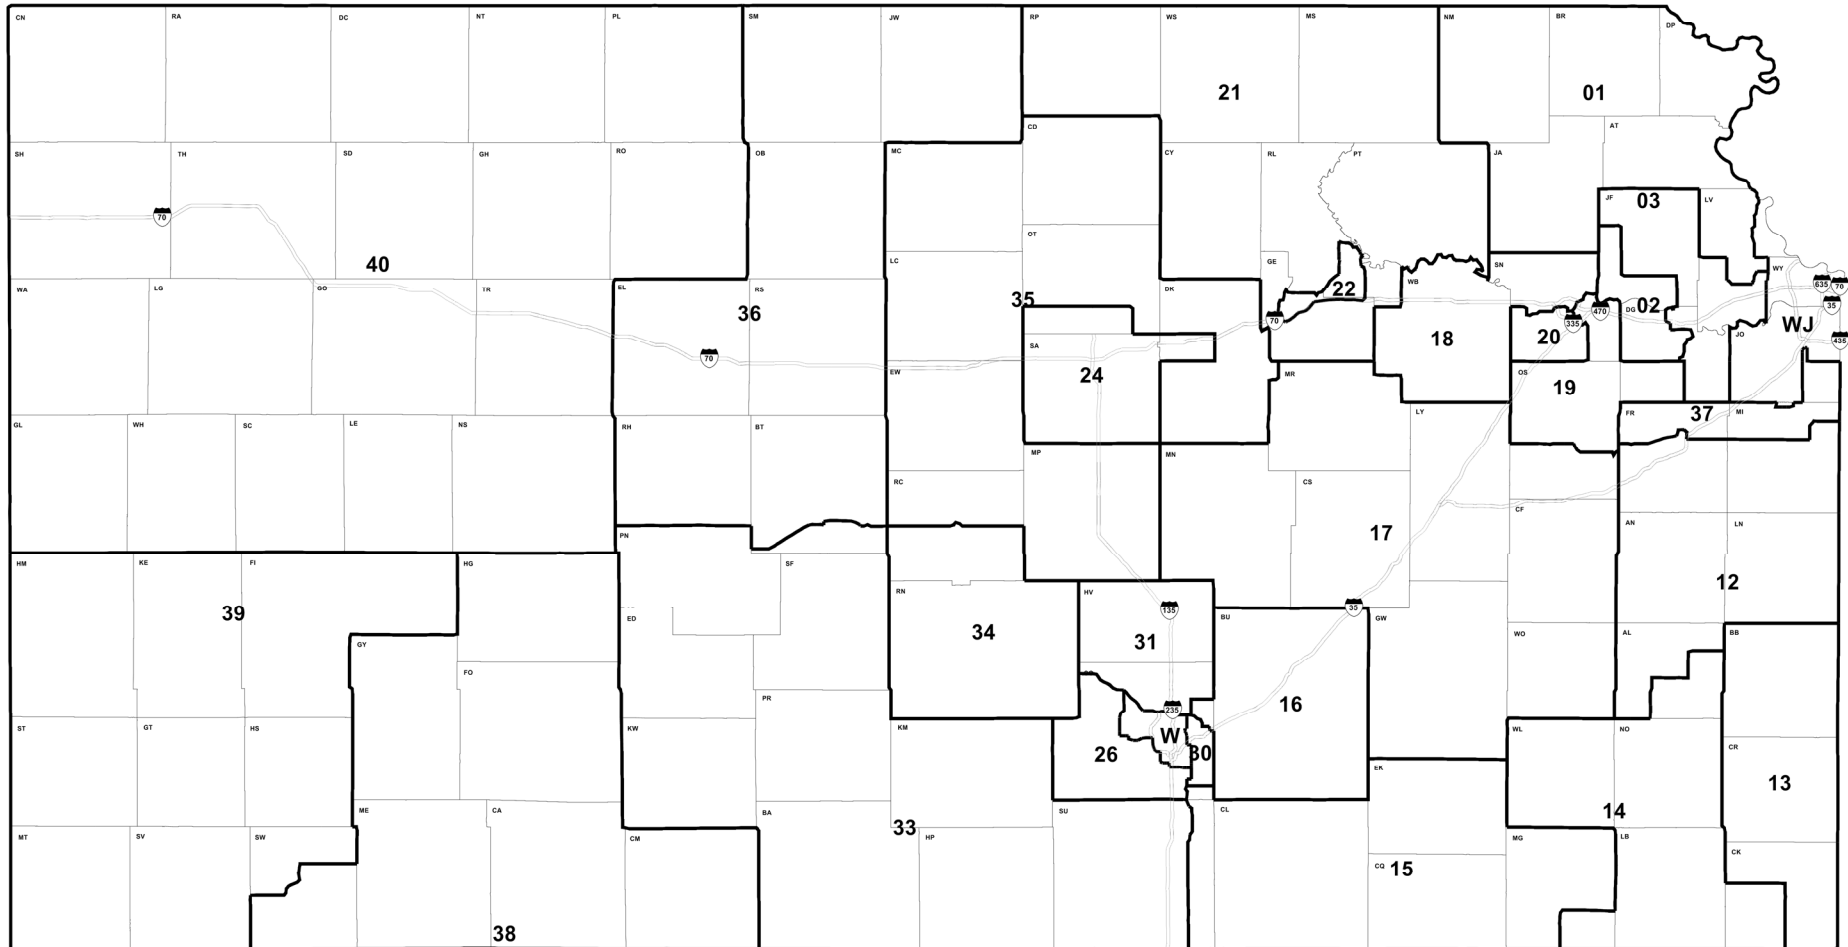 CN RA DC NT PL SM JW RP WS MS NM BR DP
21 01
CD AT
SH TH SD GH RO OB MC CY RL PT JA
JF 03 LV
70
OT
40 LC GE SN WY
WA LG GO TR EL RS DK 22 WB 635 70
36 35 70 335 470 DG 02 35
18 20 WJ JO 435
70 SA
EW 24 MR OS 19
GL WH SC LE NS RH BT LY FR 37 MI
MP MN
RC CS
CF
PN 17 AN LN
HM KE FI HG SF
39 RN HV 12
ED 34 135 35
31 BU GW WO AL BB
GY
FO
PR 16
235
ST GT HS KW KM W WL NO
26 30 CR
EK 13
ME CA BA SU CL 14
33
MT SV SW CM HP MG LB
CK
CQ 15
38